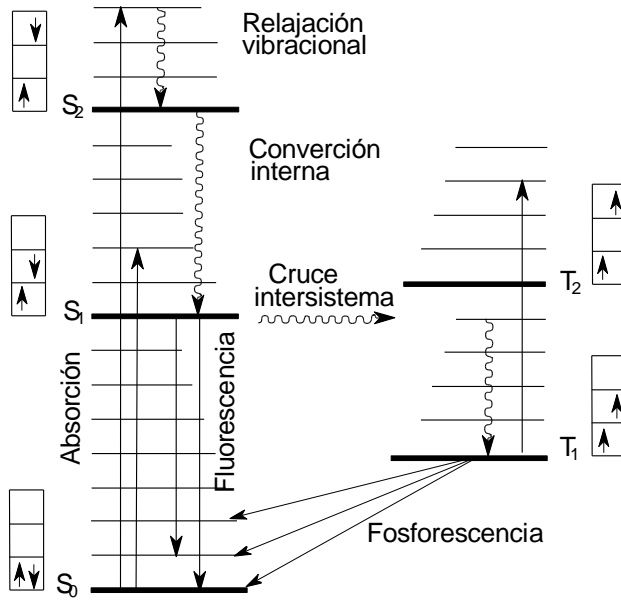 Relajación
vibracional
S2
Converción
interna
Cruce
intersistema
T2
S1
Absorción
Fluorescencia
T1
Fosforescencia
S0